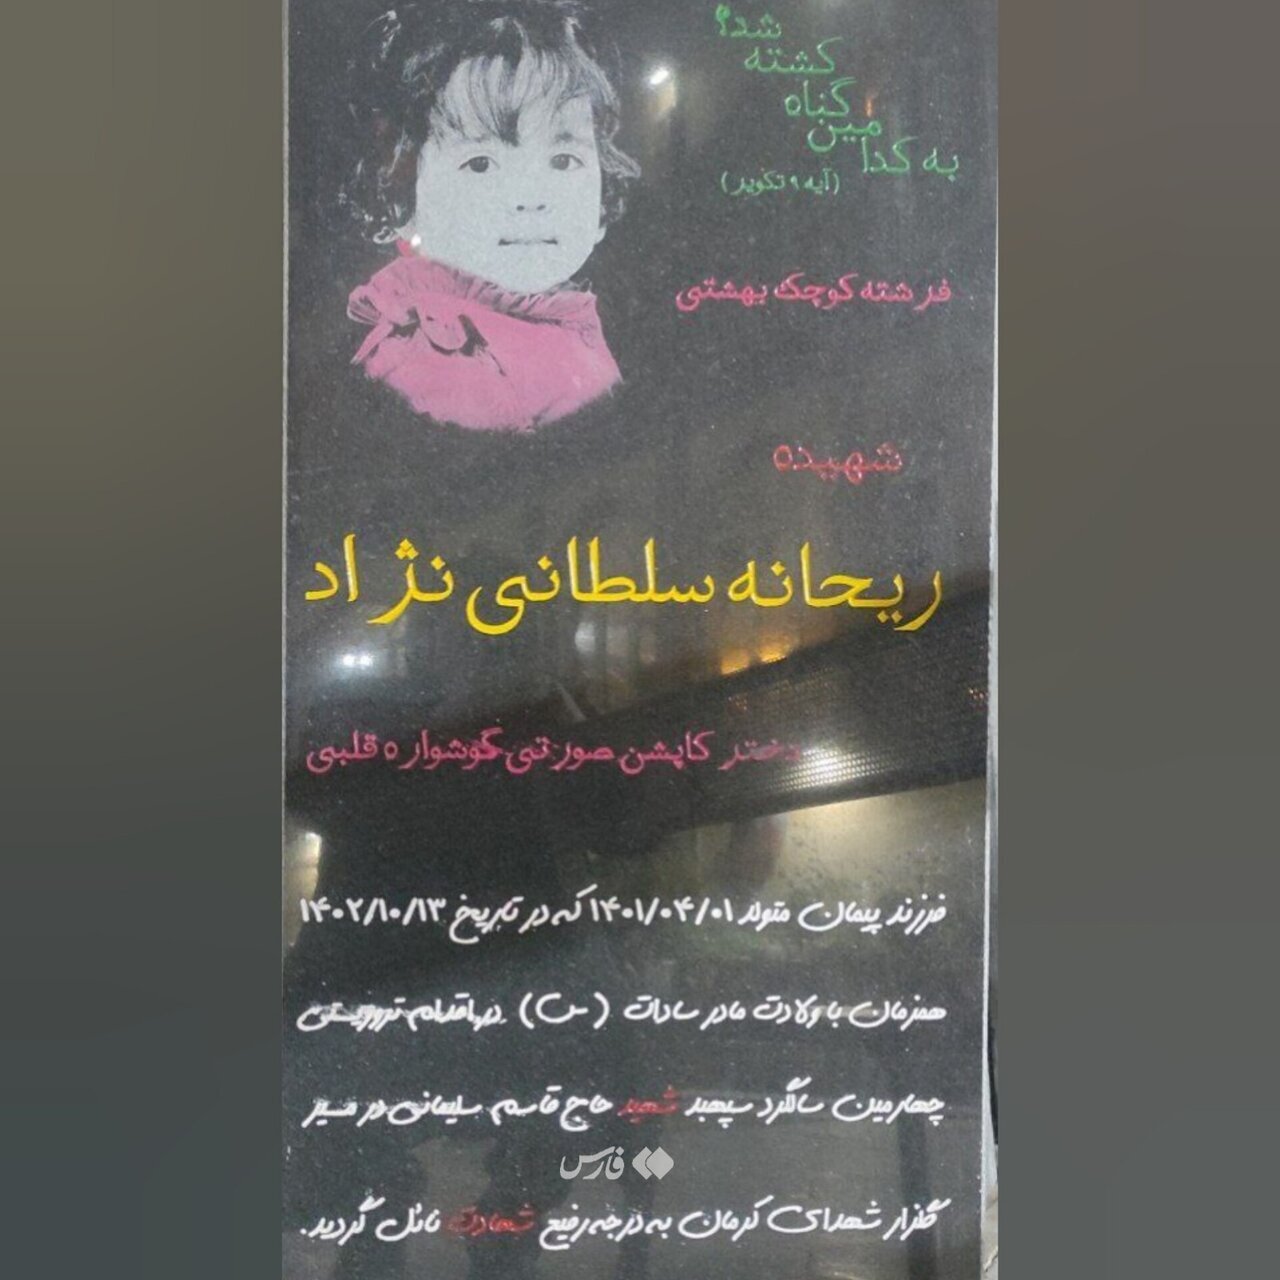 به کدامین گناه کشته شد؟
(آیه ۹ تکویر)
فرشته کوچک بهشتی
شهیده
ریحانه سلطانی نژاد
دختر کاپشن صورتی گوشواره قلبی
فرزند پیمان متولد ۱۴۰۱/۰۴/۰۱ که در تاریخ ۱۴۰۲/۱۰/۱۳
همزمان با ولادت مادر سادات (س) در اقدام تروریستی
چهارمین سالگرد سپهبد شهید حاج قاسم سلیمانی در مسیر
فارس
گلزار شهدای کرمان به درجه رفیع شهادت نائل گردید.